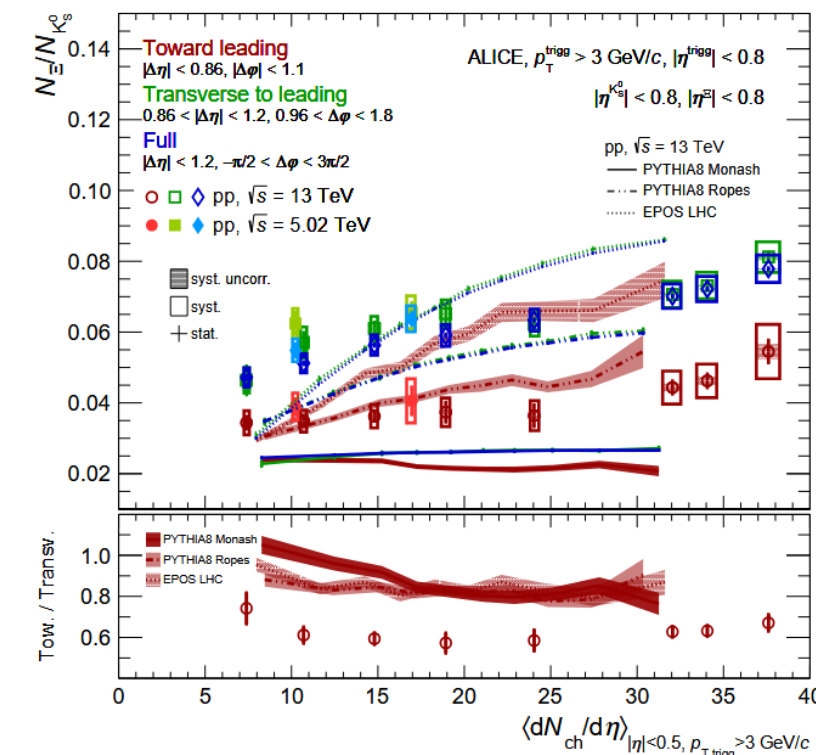 N_Ξ/N_{K^0_S}
0.14
0.12
0.10
0.08
0.06
0.04
0.02
Toward leading
|Δη| < 0.86, |Δφ| < 1.1
Transverse to leading
0.86 < |Δη| < 1.2, 0.96 < Δφ < 1.8
Full
|Δη| < 1.2, −π/2 < Δφ < 3π/2
pp, √s = 13 TeV
pp, √s = 5.02 TeV
syst. uncorr.
syst.
stat.
ALICE, p_T^trigg > 3 GeV/c, |η^trigg| < 0.8
|η^{K^0_S}| < 0.8, |η^Ξ| < 0.8
pp, √s = 13 TeV
PYTHIA8 Monash
PYTHIA8 Ropes
EPOS LHC
Tow. / Transv.
1.0
0.8
0.6
PYTHIA8 Monash
PYTHIA8 Ropes
EPOS LHC
0 5 10 15 20 25 30 35 40
⟨dN_ch/dη⟩_{|η|<0.5, p_{T,trigg}>3 GeV/c}